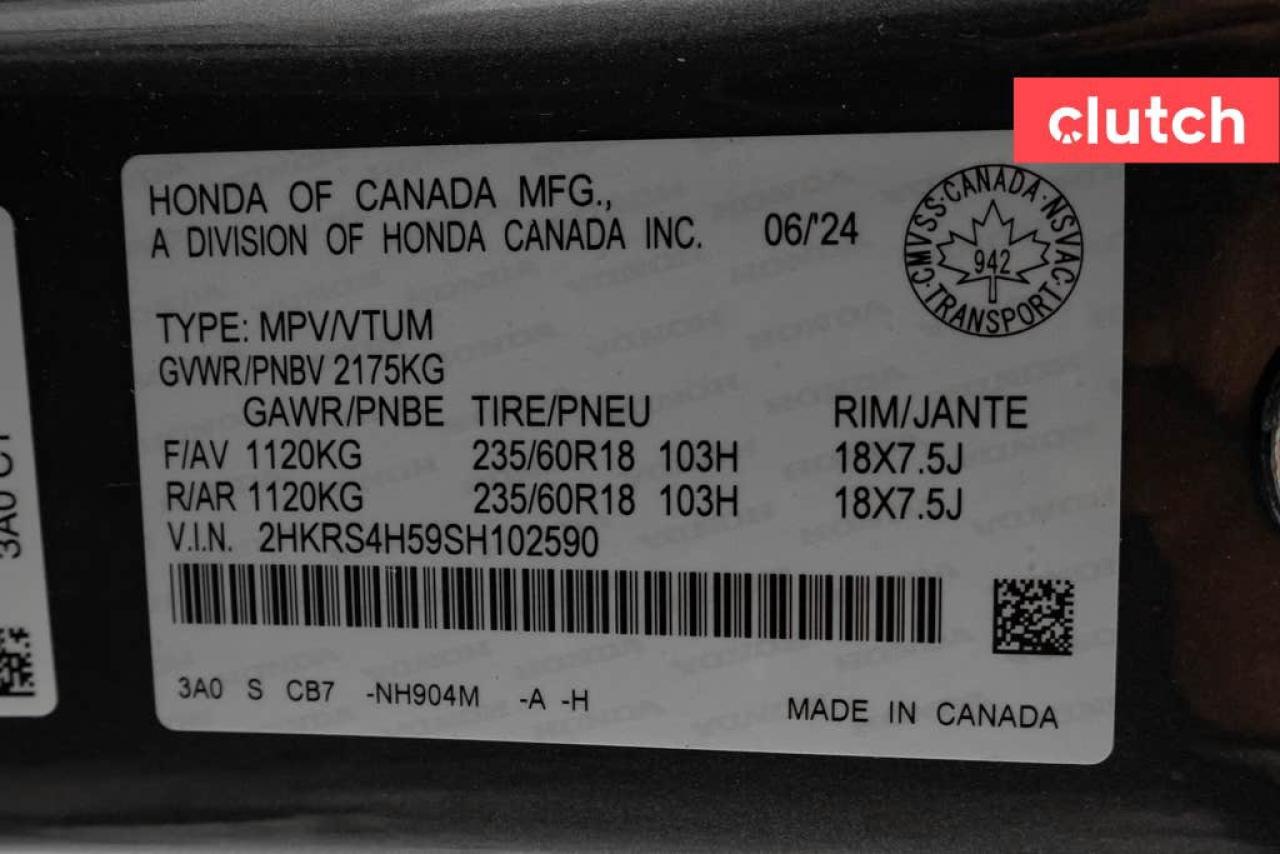 clutch
HONDA OF CANADA MFG.,
A DIVISION OF HONDA CANADA INC. 06/'24
CMVSS·CANADA·NSVAC·TRANSPORT·
942
TYPE: MPV/VTUM
GVWR/PNBV 2175KG
GAWR/PNBE TIRE/PNEU RIM/JANTE
F/AV 1120KG 235/60R18 103H 18X7.5J
R/AR 1120KG 235/60R18 103H 18X7.5J
V.I.N. 2HKRS4H59SH102590
3A0 S CB7 -NH904M -A -H
MADE IN CANADA